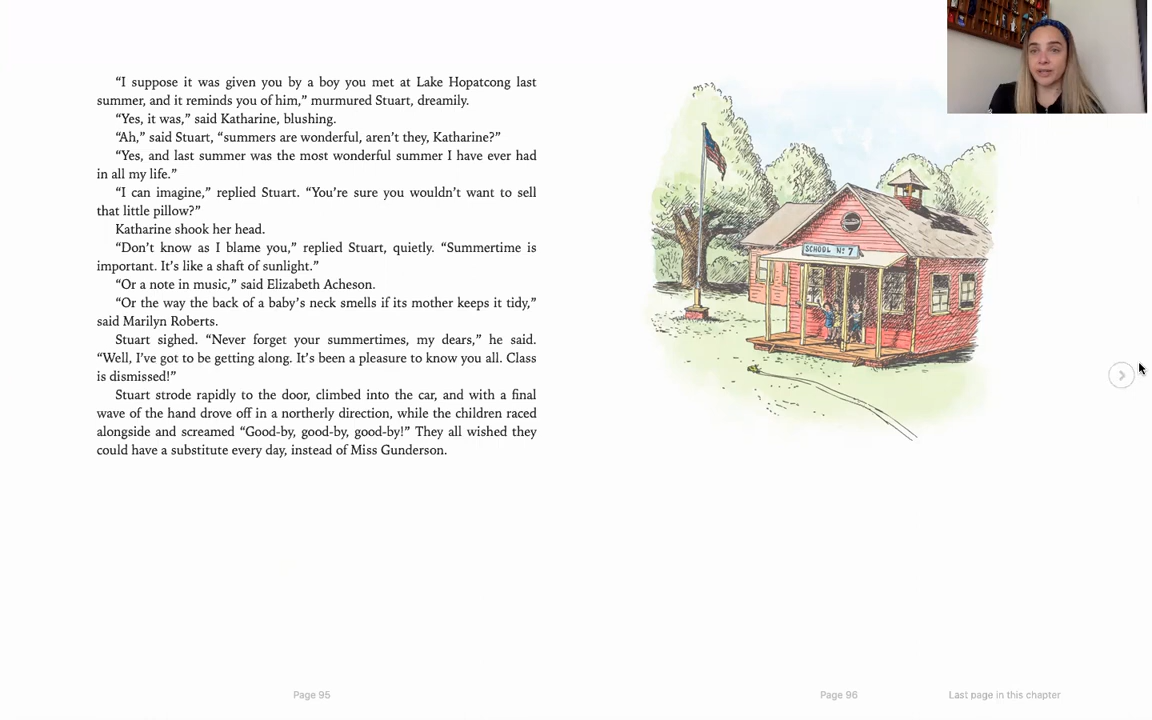 “I suppose it was given you by a boy you met at Lake Hopatcong last
summer, and it reminds you of him,” murmured Stuart, dreamily.
“Yes, it was,” said Katharine, blushing.
“Ah,” said Stuart, “summers are wonderful, aren’t they, Katharine?”
“Yes, and last summer was the most wonderful summer I have ever had
in all my life.”
“I can imagine,” replied Stuart. “You’re sure you wouldn’t want to sell
that little pillow?”
Katharine shook her head.
“Don’t know as I blame you,” replied Stuart, quietly. “Summertime is
important. It’s like a shaft of sunlight.”
“Or a note in music,” said Elizabeth Acheson.
“Or the way the back of a baby’s neck smells if its mother keeps it tidy,”
said Marilyn Roberts.
Stuart sighed. “Never forget your summertimes, my dears,” he said.
“Well, I’ve got to be getting along. It’s been a pleasure to know you all. Class
is dismissed!”
Stuart strode rapidly to the door, climbed into the car, and with a final
wave of the hand drove off in a northerly direction, while the children raced
alongside and screamed “Good-by, good-by, good-by!” They all wished they
could have a substitute every day, instead of Miss Gunderson.
SCHOOL No 7
Page 95
Page 96
Last page in this chapter